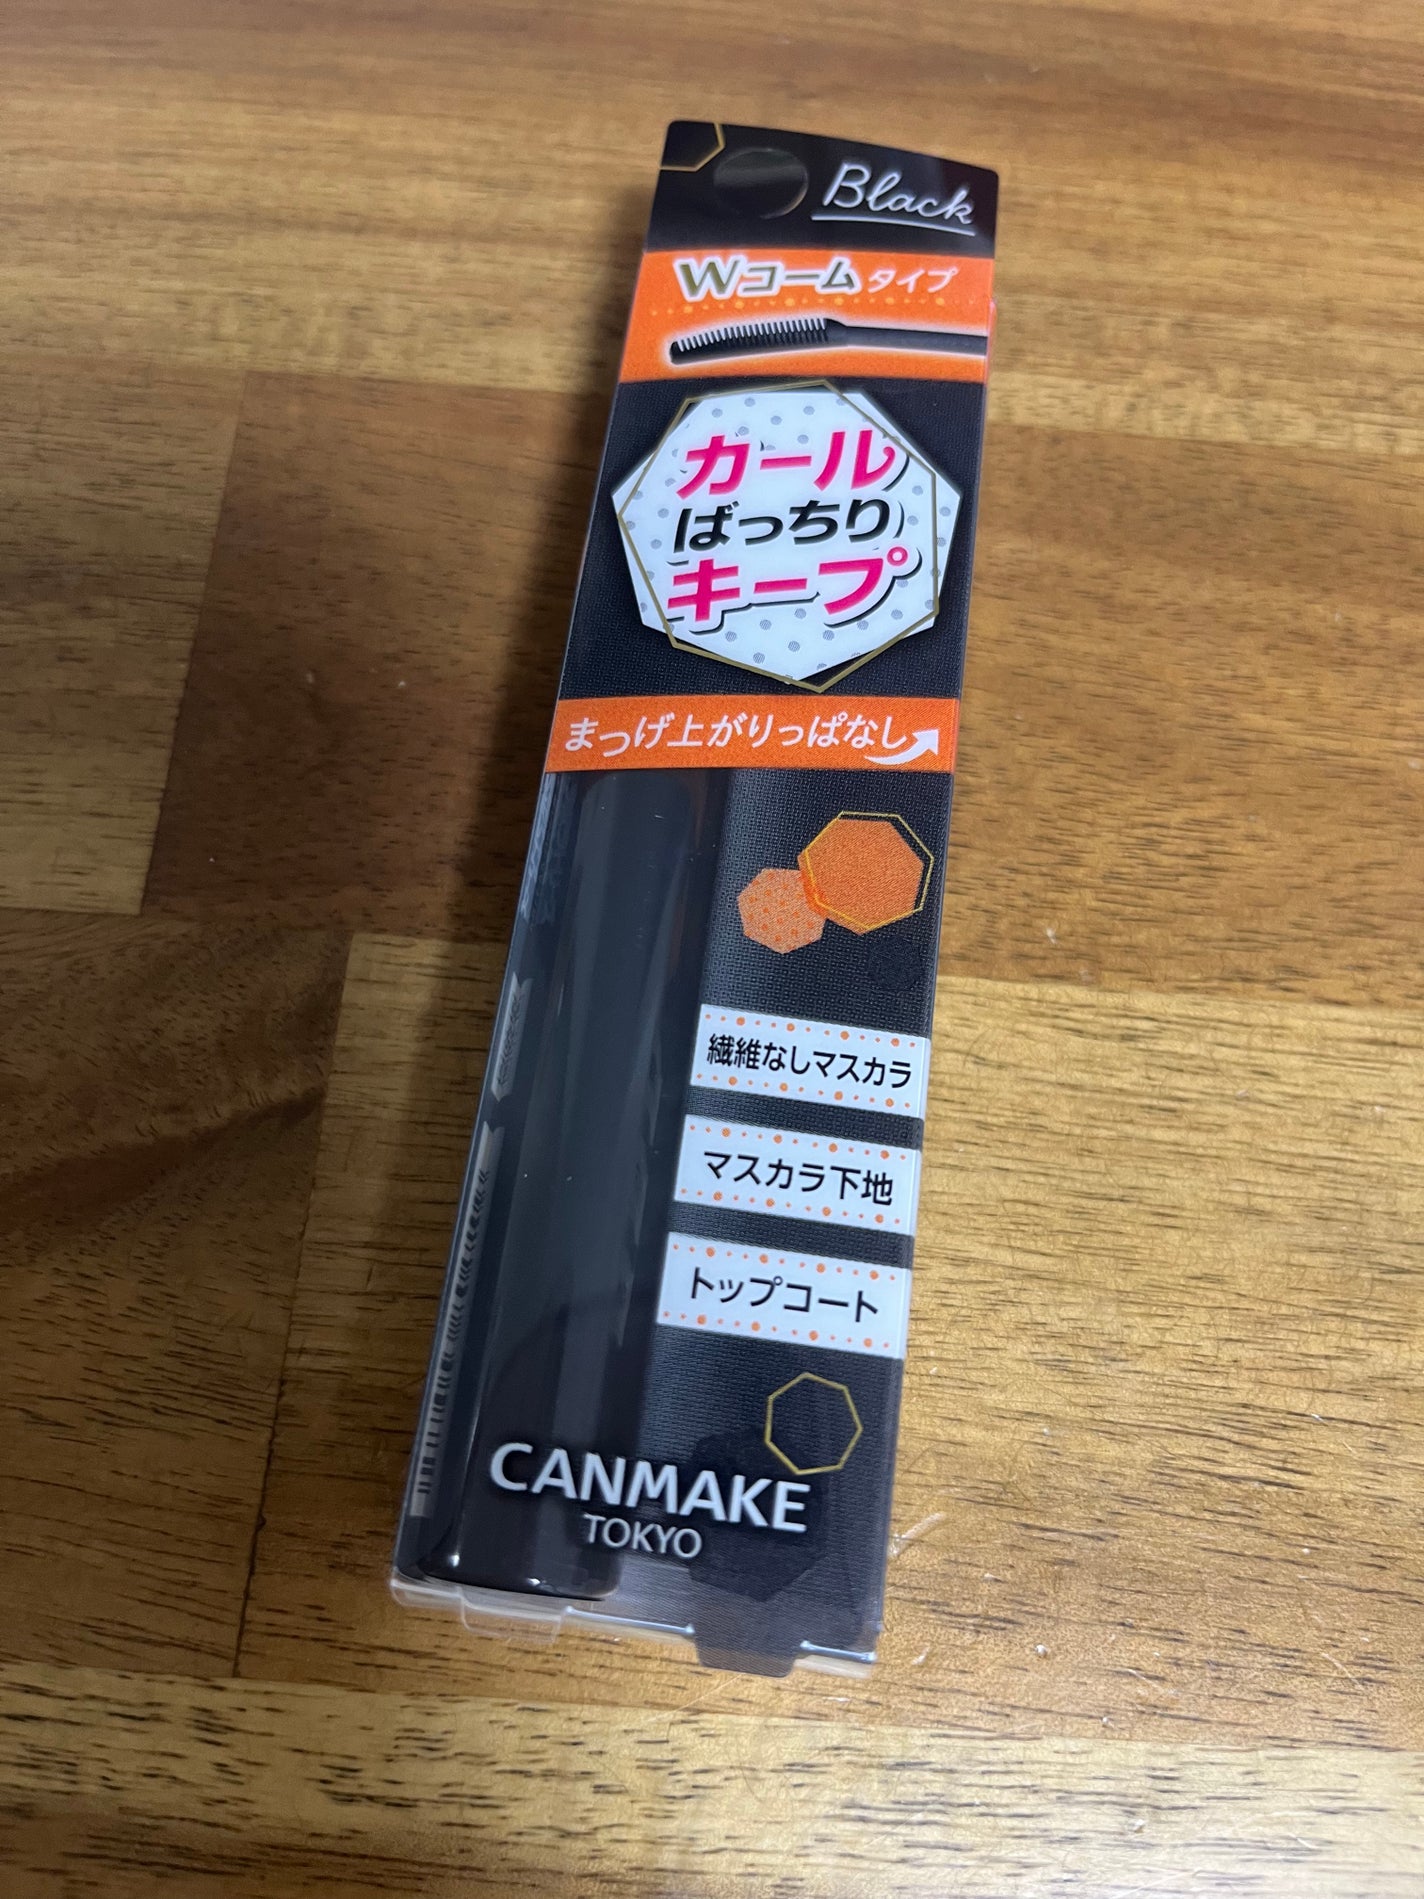 Black
Wコームタイプ
カール
ばっちり
キープ
まつげ上がりっぱなし
繊維なしマスカラ
マスカラ下地
トップコート
CANMAKE
TOKYO